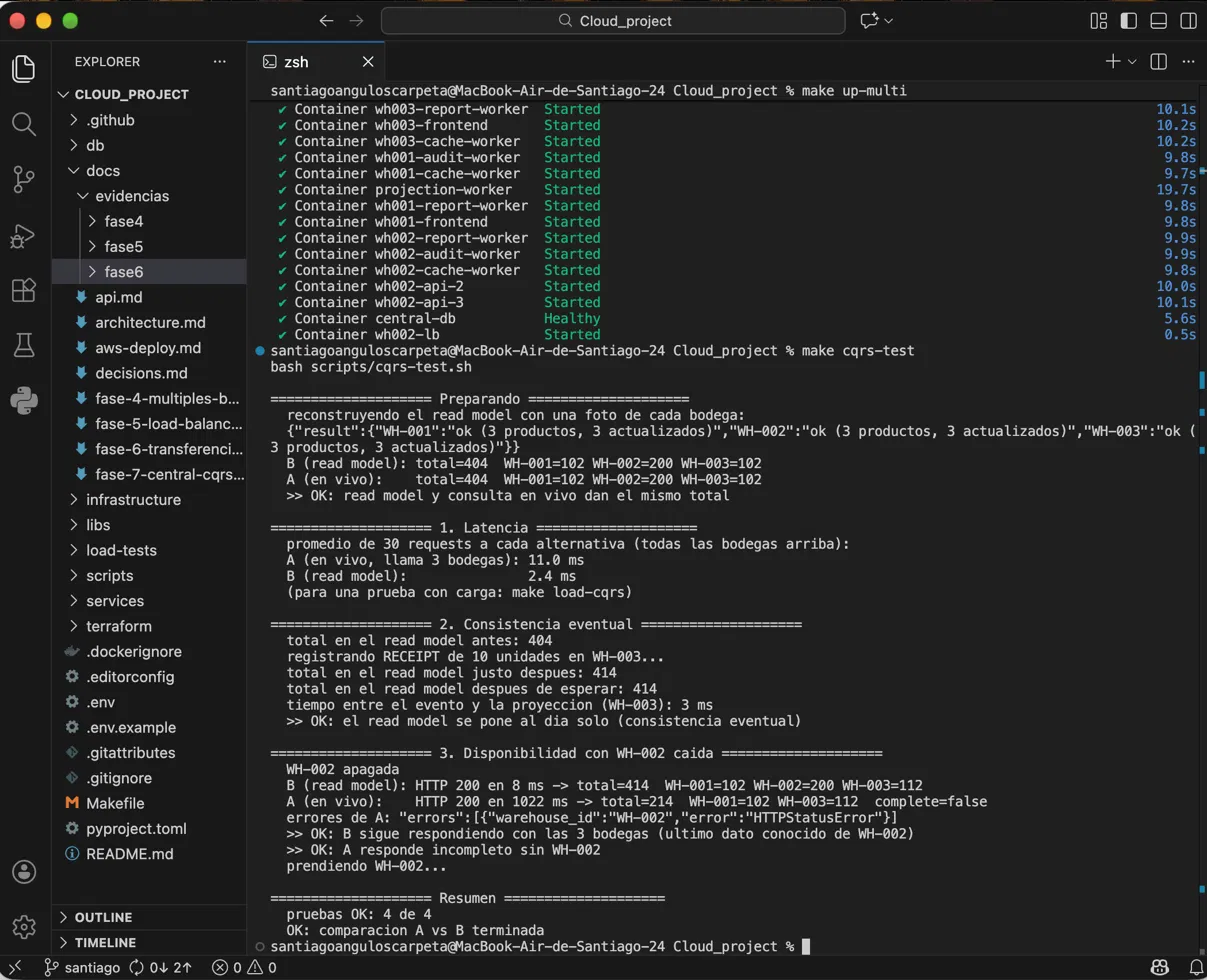 Cloud_project
EXPLORER
CLOUD_PROJECT
.github
db
docs
evidencias
fase4
fase5
fase6
api.md
architecture.md
aws-deploy.md
decisions.md
fase-4-multiples-b...
fase-5-load-balanc...
fase-6-transferenci...
fase-7-central-cqrs...
infrastructure
libs
load-tests
scripts
services
terraform
.dockerignore
.editorconfig
.env
.env.example
.gitattributes
.gitignore
Makefile
pyproject.toml
README.md
OUTLINE
TIMELINE
zsh
santiagoanguloscarpeta@MacBook-Air-de-Santiago-24 Cloud_project % make up-multi
✔ Container wh003-report-worker Started 10.1s
✔ Container wh003-frontend Started 10.2s
✔ Container wh003-cache-worker Started 10.2s
✔ Container wh001-audit-worker Started 9.8s
✔ Container wh001-cache-worker Started 9.7s
✔ Container projection-worker Started 19.7s
✔ Container wh001-report-worker Started 9.8s
✔ Container wh001-frontend Started 9.8s
✔ Container wh002-report-worker Started 9.9s
✔ Container wh002-audit-worker Started 9.9s
✔ Container wh002-cache-worker Started 9.8s
✔ Container wh002-api-2 Started 10.0s
✔ Container wh002-api-3 Started 10.1s
✔ Container central-db Healthy 5.6s
✔ Container wh002-lb Started 0.5s
santiagoanguloscarpeta@MacBook-Air-de-Santiago-24 Cloud_project % make cqrs-test
bash scripts/cqrs-test.sh
==================== Preparando ====================
reconstruyendo el read model con una foto de cada bodega:
{"result":{"WH-001":"ok (3 productos, 3 actualizados)","WH-002":"ok (3 productos, 3 actualizados)","WH-003":"ok (
3 productos, 3 actualizados)"}}
B (read model): total=404 WH-001=102 WH-002=200 WH-003=102
A (en vivo): total=404 WH-001=102 WH-002=200 WH-003=102
>> OK: read model y consulta en vivo dan el mismo total
==================== 1. Latencia ====================
promedio de 30 requests a cada alternativa (todas las bodegas arriba):
A (en vivo, llama 3 bodegas): 11.0 ms
B (read model): 2.4 ms
(para una prueba con carga: make load-cqrs)
==================== 2. Consistencia eventual ====================
total en el read model antes: 404
registrando RECEIPT de 10 unidades en WH-003...
total en el read model justo despues: 414
total en el read model despues de esperar: 414
tiempo entre el evento y la proyeccion (WH-003): 3 ms
>> OK: el read model se pone al dia solo (consistencia eventual)
==================== 3. Disponibilidad con WH-002 caida ====================
WH-002 apagada
B (read model): HTTP 200 en 8 ms -> total=414 WH-001=102 WH-002=200 WH-003=112
A (en vivo): HTTP 200 en 1022 ms -> total=214 WH-001=102 WH-003=112 complete=false
errores de A: "errors":[{"warehouse_id":"WH-002","error":"HTTPStatusError"}]
>> OK: B sigue respondiendo con las 3 bodegas (ultimo dato conocido de WH-002)
>> OK: A responde incompleto sin WH-002
prendiendo WH-002...
==================== Resumen ====================
pruebas OK: 4 de 4
OK: comparacion A vs B terminada
santiagoanguloscarpeta@MacBook-Air-de-Santiago-24 Cloud_project %
santiago 0↓ 2↑ 0 0